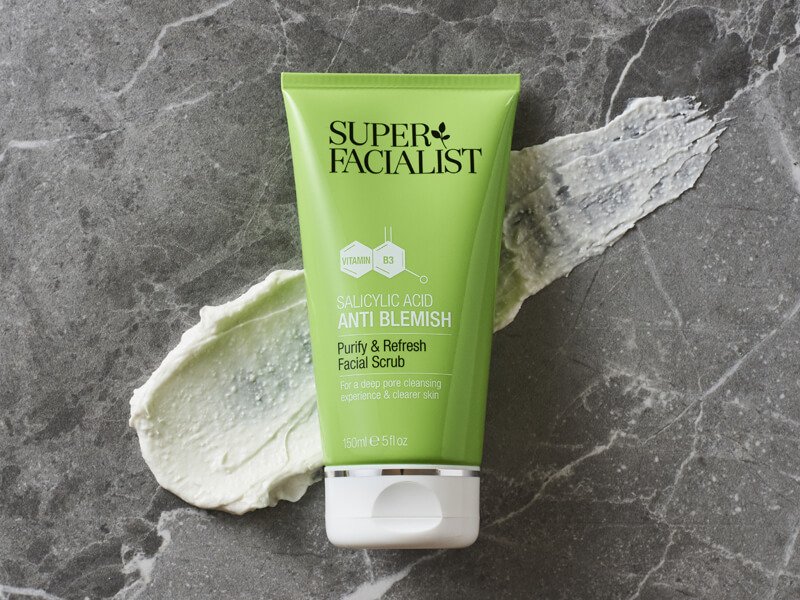 SUPER
FACIALIST
VITAMIN B3
SALICYLIC ACID
ANTI BLEMISH
Purify & Refresh
Facial Scrub
For a deep pore cleansing
experience & clearer skin
150ml ℮ 5fl oz